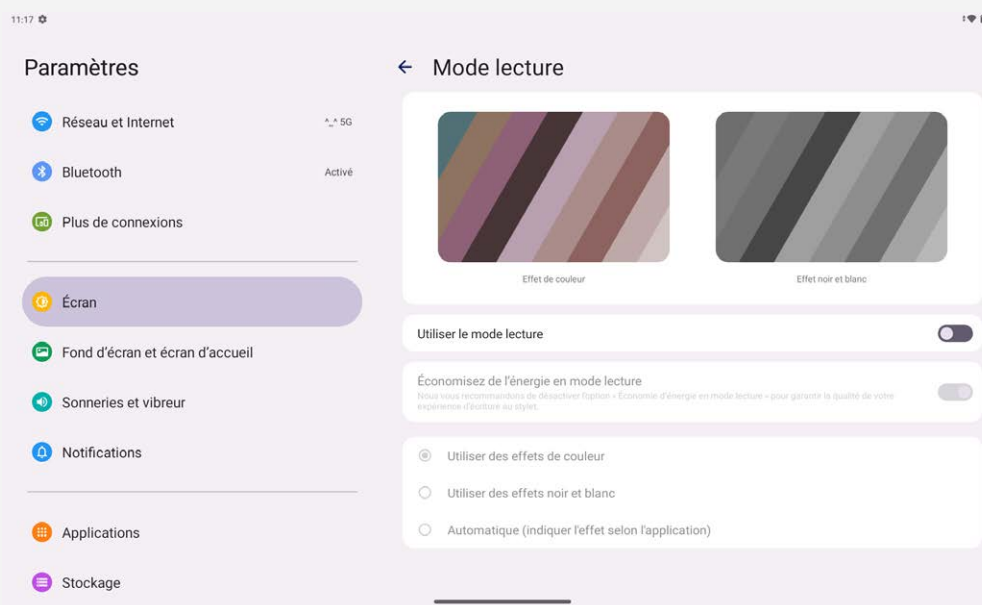 11:17
Paramètres
Réseau et Internet
^_^ 5G
Bluetooth
Activé
Plus de connexions
Écran
Fond d'écran et écran d'accueil
Sonneries et vibreur
Notifications
Applications
Stockage
Mode lecture
Effet de couleur
Effet noir et blanc
Utiliser le mode lecture
Économisez de l'énergie en mode lecture
Nous vous recommandons de désactiver l'option « Économie d'énergie en mode lecture » pour garantir la qualité de votre
expérience d'écriture au stylet.
Utiliser des effets de couleur
Utiliser des effets noir et blanc
Automatique (indiquer l'effet selon l'application)